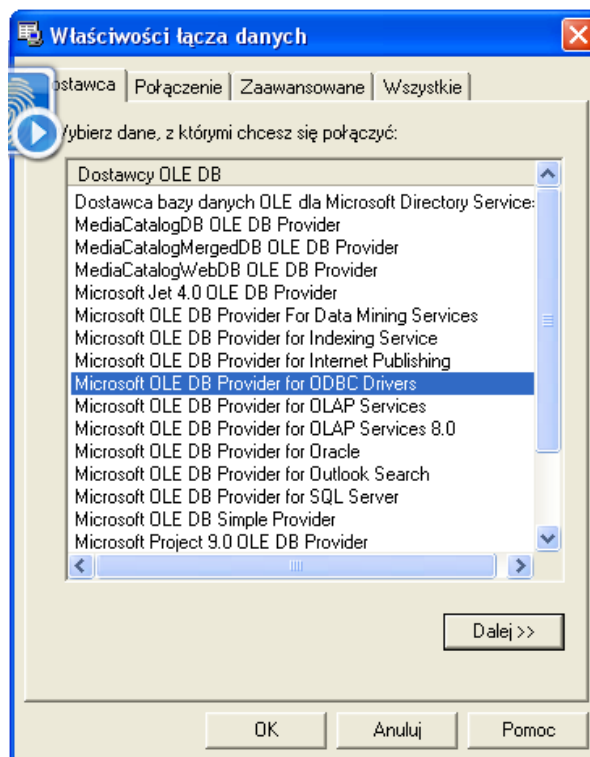 Właściwości łącza danych
ostawca Połączenie Zaawansowane Wszystkie
ybierz dane, z którymi chcesz się połączyć:
Dostawcy OLE DB
Dostawca bazy danych OLE dla Microsoft Directory Service
MediaCatalogDB OLE DB Provider
MediaCatalogMergedDB OLE DB Provider
MediaCatalogWebDB OLE DB Provider
Microsoft Jet 4.0 OLE DB Provider
Microsoft OLE DB Provider For Data Mining Services
Microsoft OLE DB Provider for Indexing Service
Microsoft OLE DB Provider for Internet Publishing
Microsoft OLE DB Provider for ODBC Drivers
Microsoft OLE DB Provider for OLAP Services
Microsoft OLE DB Provider for OLAP Services 8.0
Microsoft OLE DB Provider for Oracle
Microsoft OLE DB Provider for Outlook Search
Microsoft OLE DB Provider for SQL Server
Microsoft OLE DB Simple Provider
Microsoft Project 9.0 OLE DB Provider
Dalej >>
OK Anuluj Pomoc